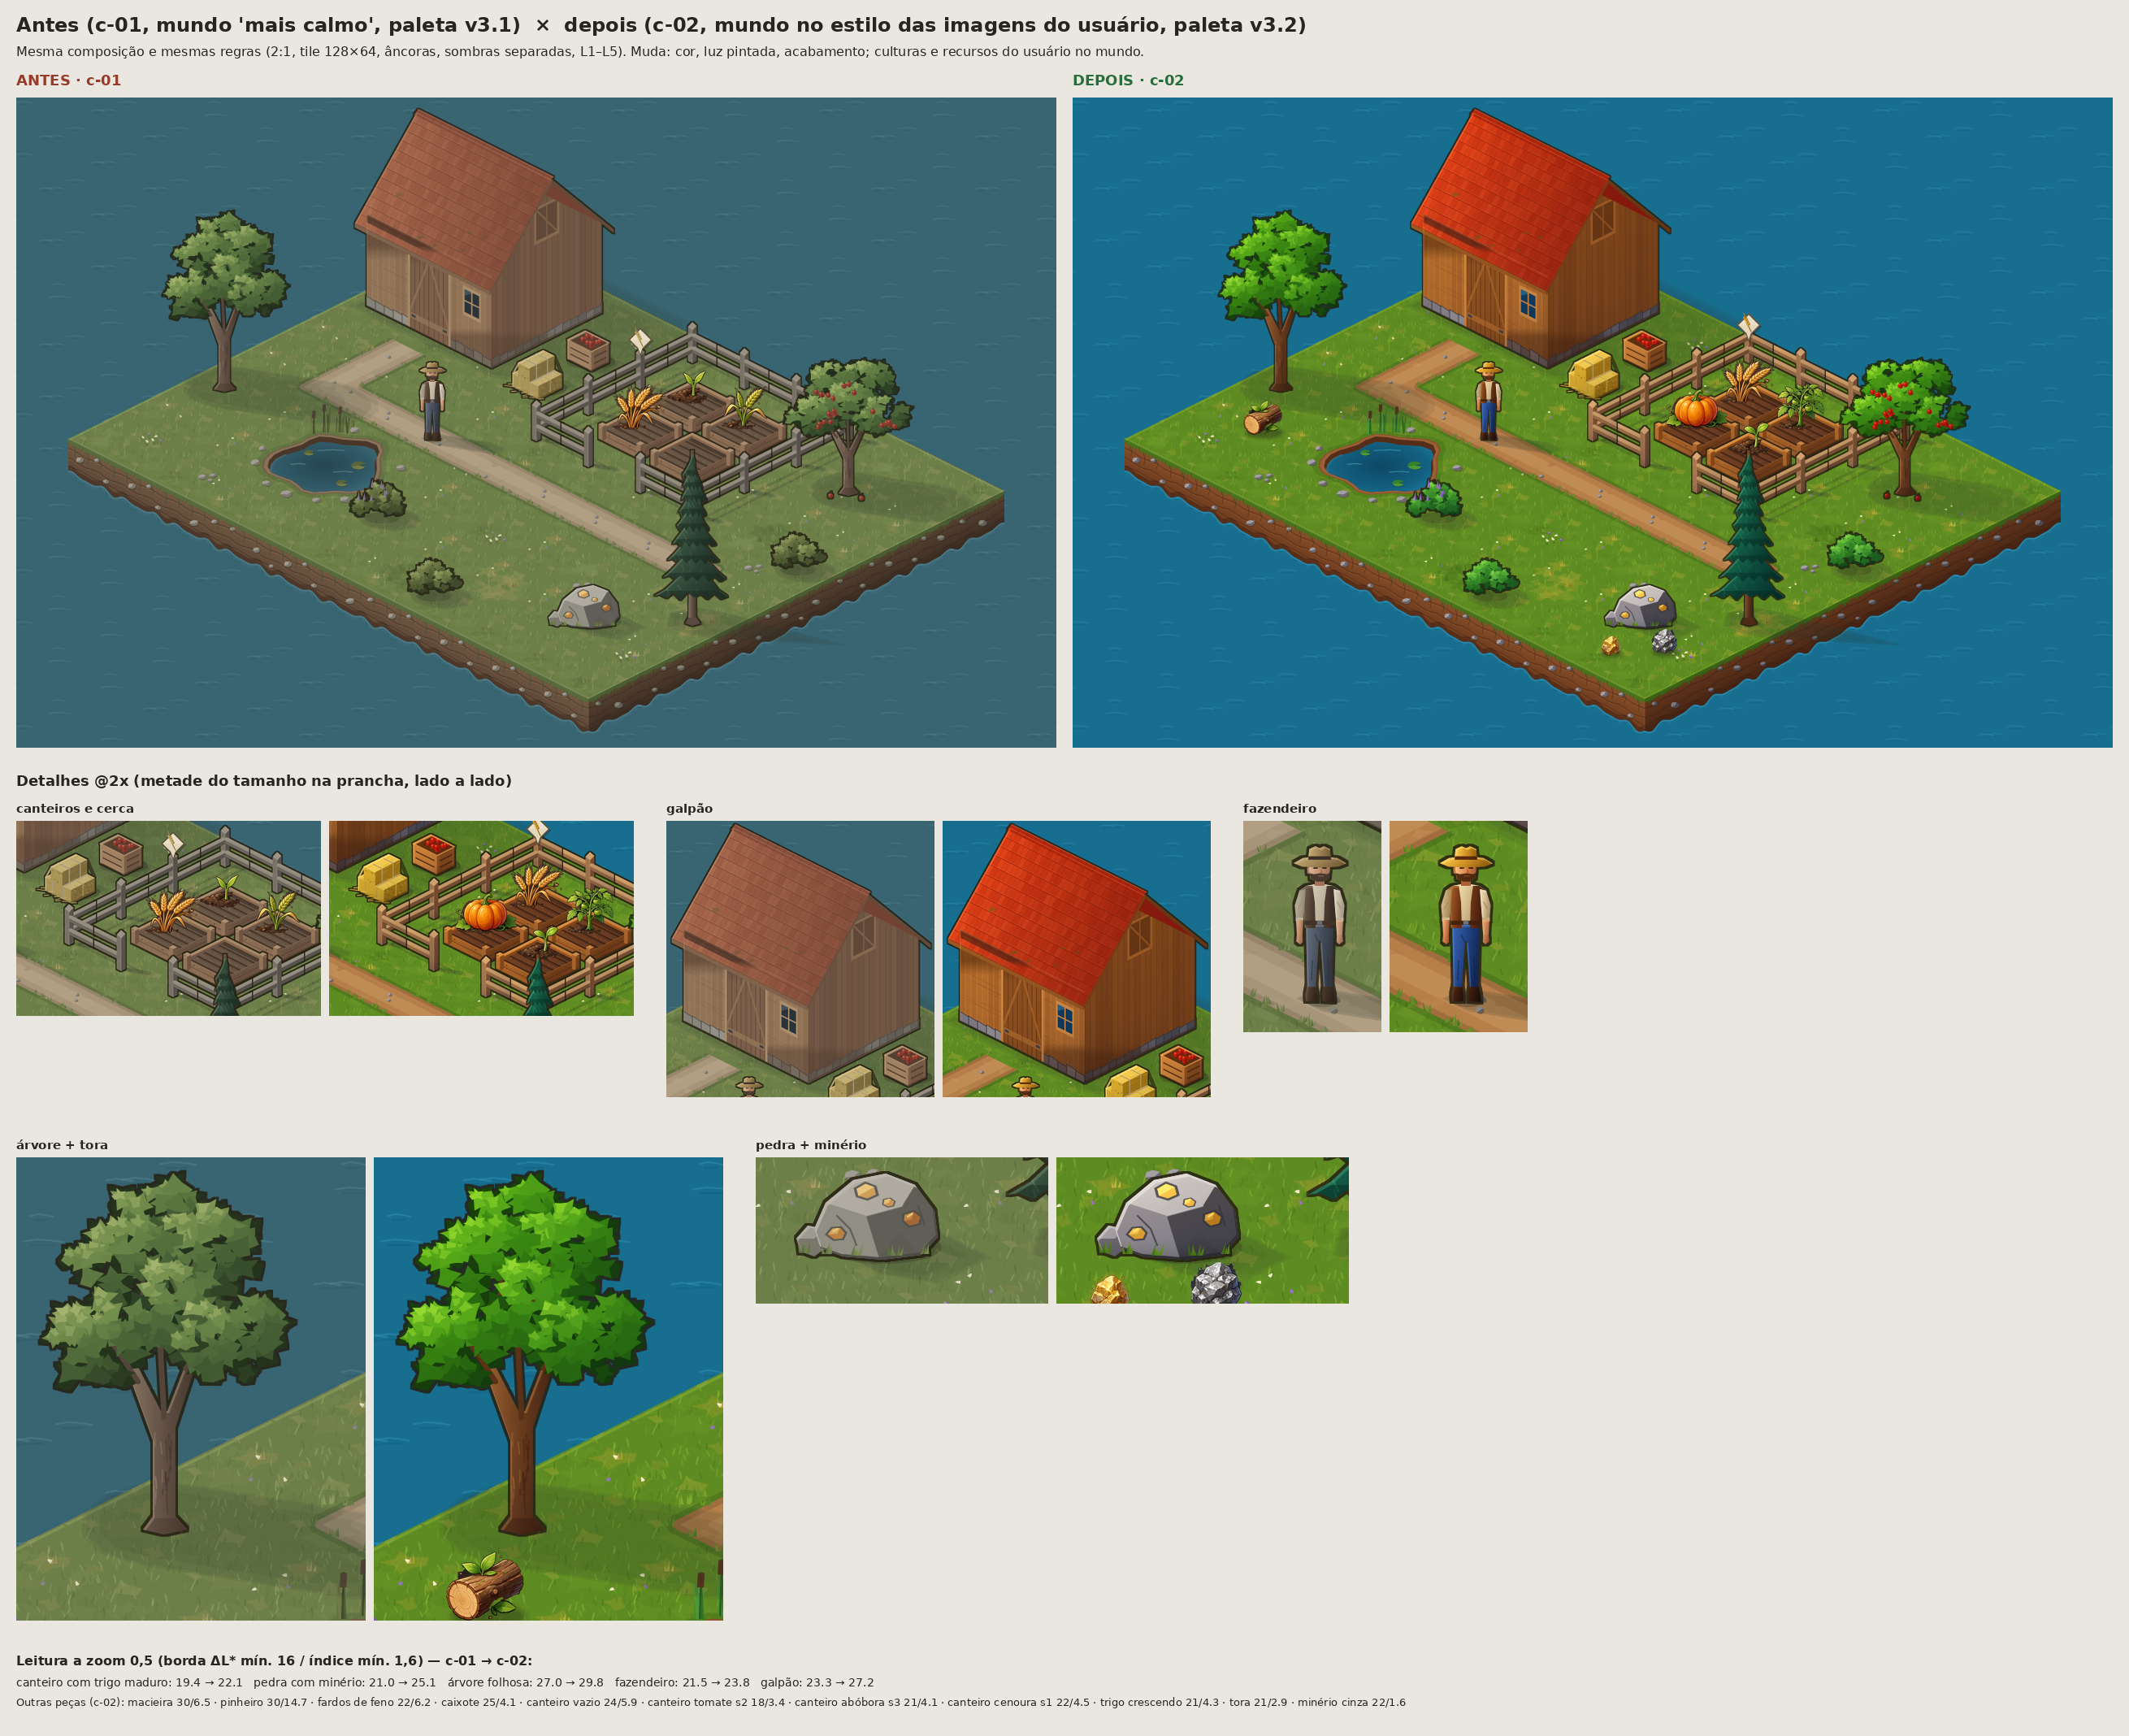 Antes (c-01, mundo 'mais calmo', paleta v3.1)  ×  depois (c-02, mundo no estilo das imagens do usuário, paleta v3.2)
Mesma composição e mesmas regras (2:1, tile 128×64, âncoras, sombras separadas, L1–L5). Muda: cor, luz pintada, acabamento; culturas e recursos do usuário no mundo.
ANTES · c-01
DEPOIS · c-02
Detalhes @2x (metade do tamanho na prancha, lado a lado)
canteiros e cerca
galpão
fazendeiro
árvore + tora
pedra + minério
Leitura a zoom 0,5 (borda ΔL* mín. 16 / índice mín. 1,6) — c-01 → c-02:
canteiro com trigo maduro: 19.4 → 22.1   pedra com minério: 21.0 → 25.1   árvore folhosa: 27.0 → 29.8   fazendeiro: 21.5 → 23.8   galpão: 23.3 → 27.2
Outras peças (c-02): macieira 30/6.5 · pinheiro 30/14.7 · fardos de feno 22/6.2 · caixote 25/4.1 · canteiro vazio 24/5.9 · canteiro tomate s2 18/3.4 · canteiro abóbora s3 21/4.1 · canteiro cenoura s1 22/4.5 · trigo crescendo 21/4.3 · tora 21/2.9 · minério cinza 22/1.6